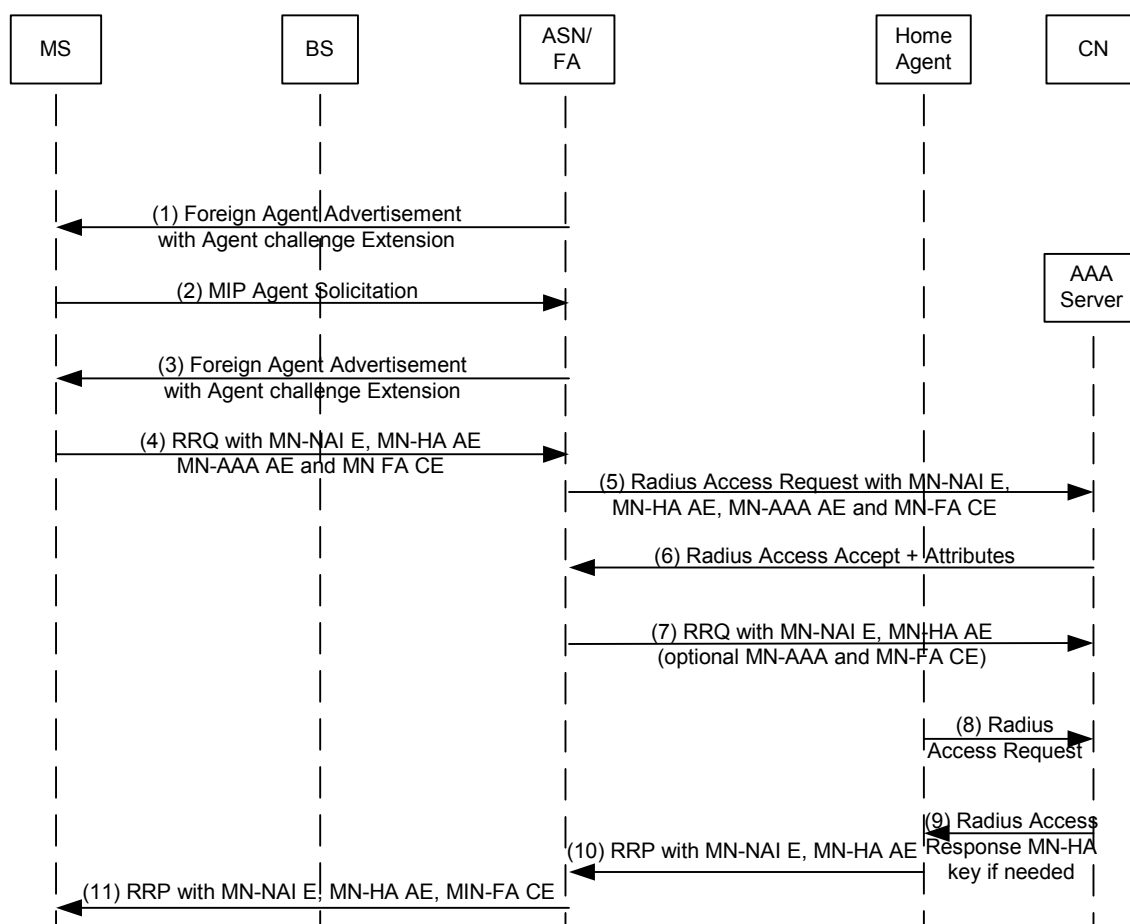 MS
BS
ASN/
FA
Home
Agent
CN
(1) Foreign Agent Advertisement
with Agent challenge Extension
AAA
Server
(2) MIP Agent Solicitation
(3) Foreign Agent Advertisement
with Agent challenge Extension
(4) RRQ with MN-NAI E, MN-HA AE
MN-AAA AE and MN FA CE
(5) Radius Access Request with MN-NAI E,
MN-HA AE, MN-AAA AE and MN-FA CE
(6) Radius Access Accept + Attributes
(7) RRQ with MN-NAI E, MN-HA AE
(optional MN-AAA and MN-FA CE)
(8) Radius
Access Request
(9) Radius Access
Response MN-HA
key if needed
(10) RRP with MN-NAI E, MN-HA AE
(11) RRP with MN-NAI E, MN-HA AE, MIN-FA CE